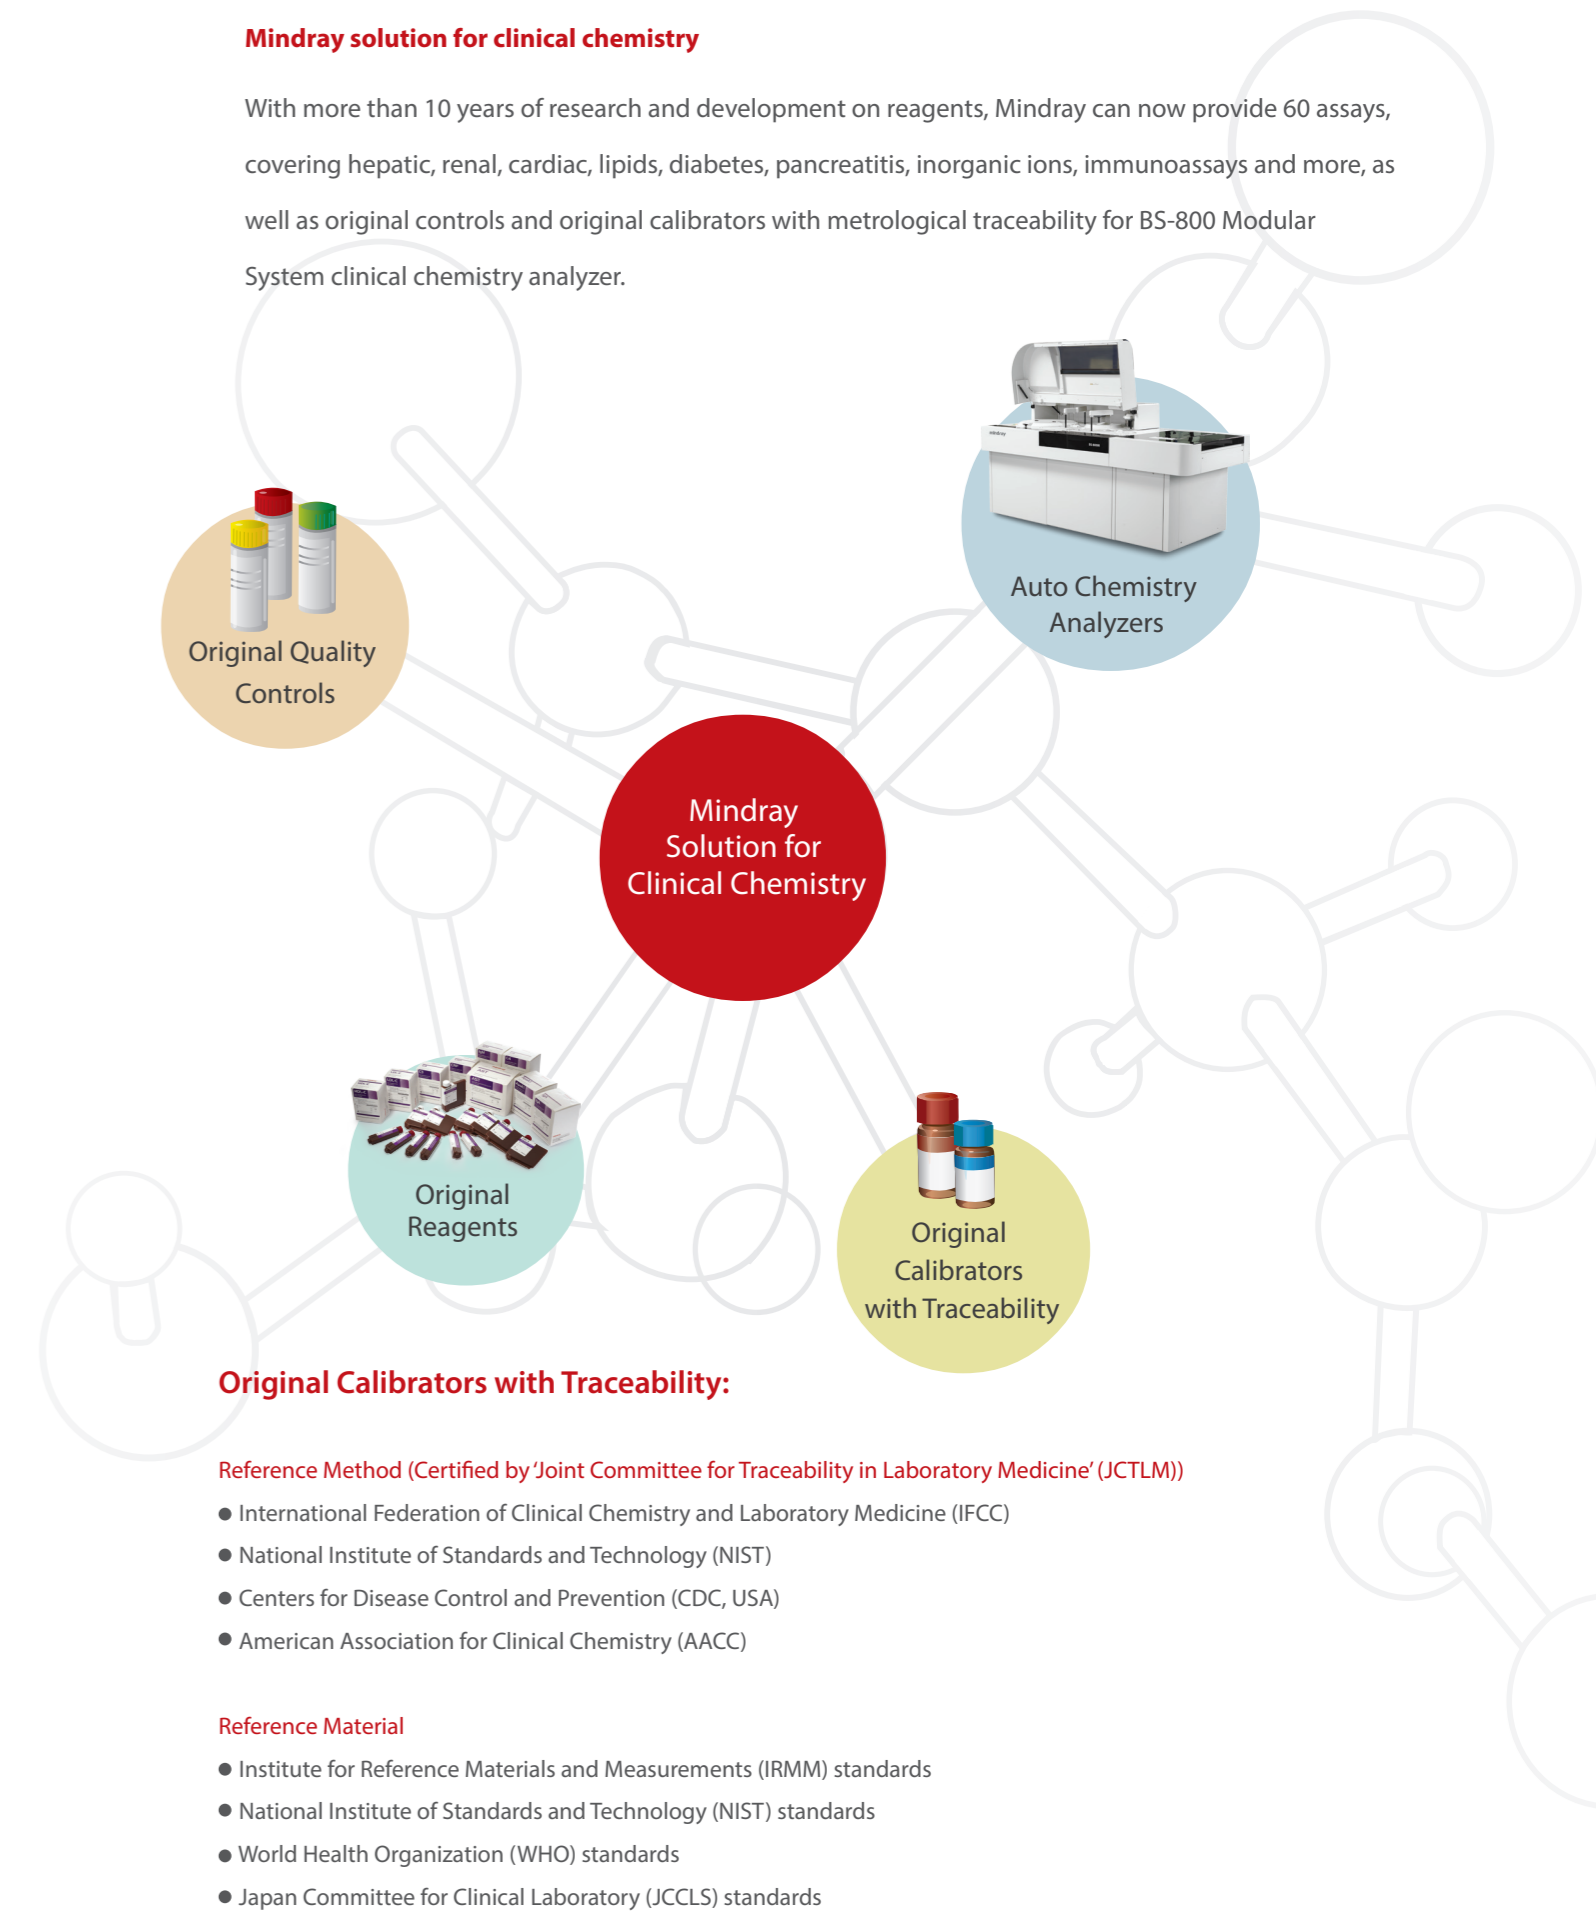 Mindray solution for clinical chemistry
With more than 10 years of research and development on reagents, Mindray can now provide 60 assays,
covering hepatic, renal, cardiac, lipids, diabetes, pancreatitis, inorganic ions, immunoassays and more, as
well as original controls and original calibrators with metrological traceability for BS-800 Modular
System clinical chemistry analyzer.
Auto Chemistry
Analyzers
Original Quality
Controls
Mindray
Solution for
Clinical Chemistry
Original
Reagents
Original
Calibrators
with Traceability
Original Calibrators with Traceability:
Reference Method (Certified by ‘Joint Committee for Traceability in Laboratory Medicine’ (JCTLM))
● International Federation of Clinical Chemistry and Laboratory Medicine (IFCC)
● National Institute of Standards and Technology (NIST)
● Centers for Disease Control and Prevention (CDC, USA)
● American Association for Clinical Chemistry (AACC)
Reference Material
● Institute for Reference Materials and Measurements (IRMM) standards
● National Institute of Standards and Technology (NIST) standards
● World Health Organization (WHO) standards
● Japan Committee for Clinical Laboratory (JCCLS) standards